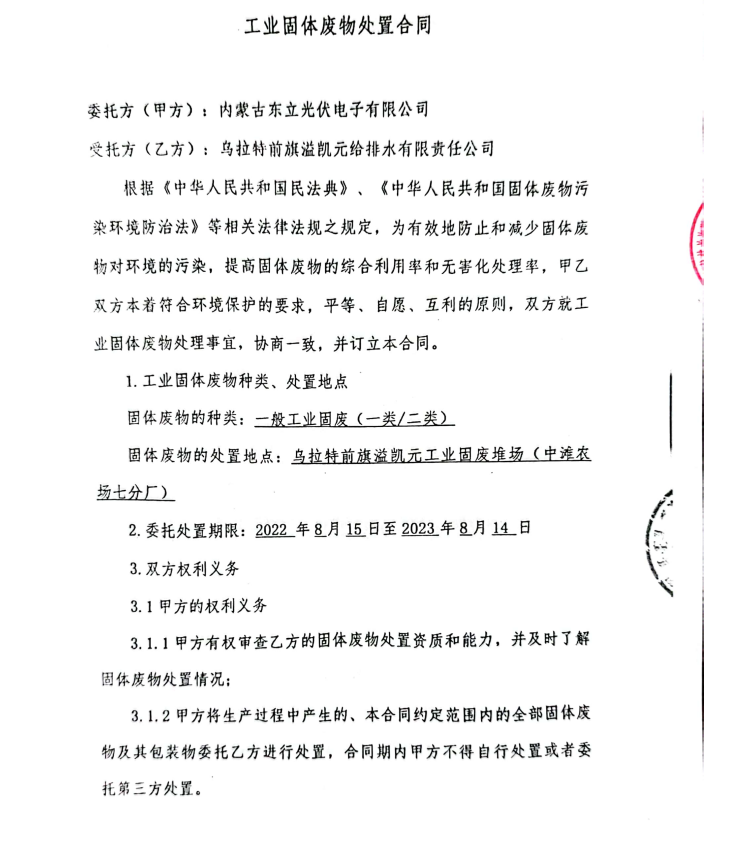 工业固体废物处置合同
委托方（甲方）：内蒙古东立光伏电子有限公司
受托方（乙方）：乌拉特前旗溢凯元给排水有限责任公司
根据《中华人民共和国民法典》、《中华人民共和国固体废物污
染环境防治法》等相关法律法规之规定，为有效地防止和减少固体废
物对环境的污染，提高固体废物的综合利用率和无害化处理率，甲乙
双方本着符合环境保护的要求，平等、自愿、互利的原则，双方就工
业固体废物处理事宜，协商一致，并订立本合同。
1.工业固体废物种类、处置地点
固体废物的种类：一般工业固废（一类/二类）
固体废物的处置地点：乌拉特前旗溢凯元工业固废堆场（中滩农
场七分厂）
2.委托处置期限：2022 年 8 月 15 日至 2023 年 8 月 14 日
3.双方权利义务
3.1 甲方的权利义务
3.1.1 甲方有权审查乙方的固体废物处置资质和能力，并及时了解
固体废物处置情况；
3.1.2 甲方将生产过程中产生的、本合同约定范围内的全部固体废
物及其包装物委托乙方进行处置，合同期内甲方不得自行处置或者委
托第三方处置。